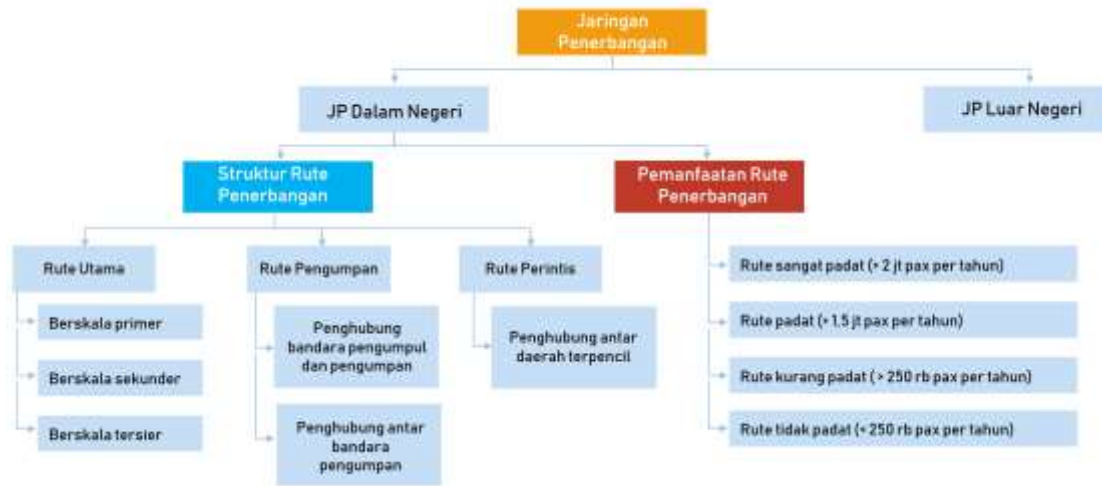 Jaringan
Penerbangan
JP Dalam Negeri
JP Luar Negeri
Struktur Rute
Penerbangan
Pemanfaatan Rute
Penerbangan
Rute Utama
Rute Pengumpan
Rute Perintis
Berskala primer
Berskala sekunder
Berskala tersier
Penghubung
bandara pengumpul
dan pengumpan
Penghubung antar
bandara
pengumpan
Penghubung antar
daerah terpencil
Rute sangat padat (> 2 jt pax per tahun)
Rute padat (> 1.5 jt pax per tahun)
Rute kurang padat ( > 250 rb pax per tahun)
Rute tidak padat (< 250 rb pax per tahun)